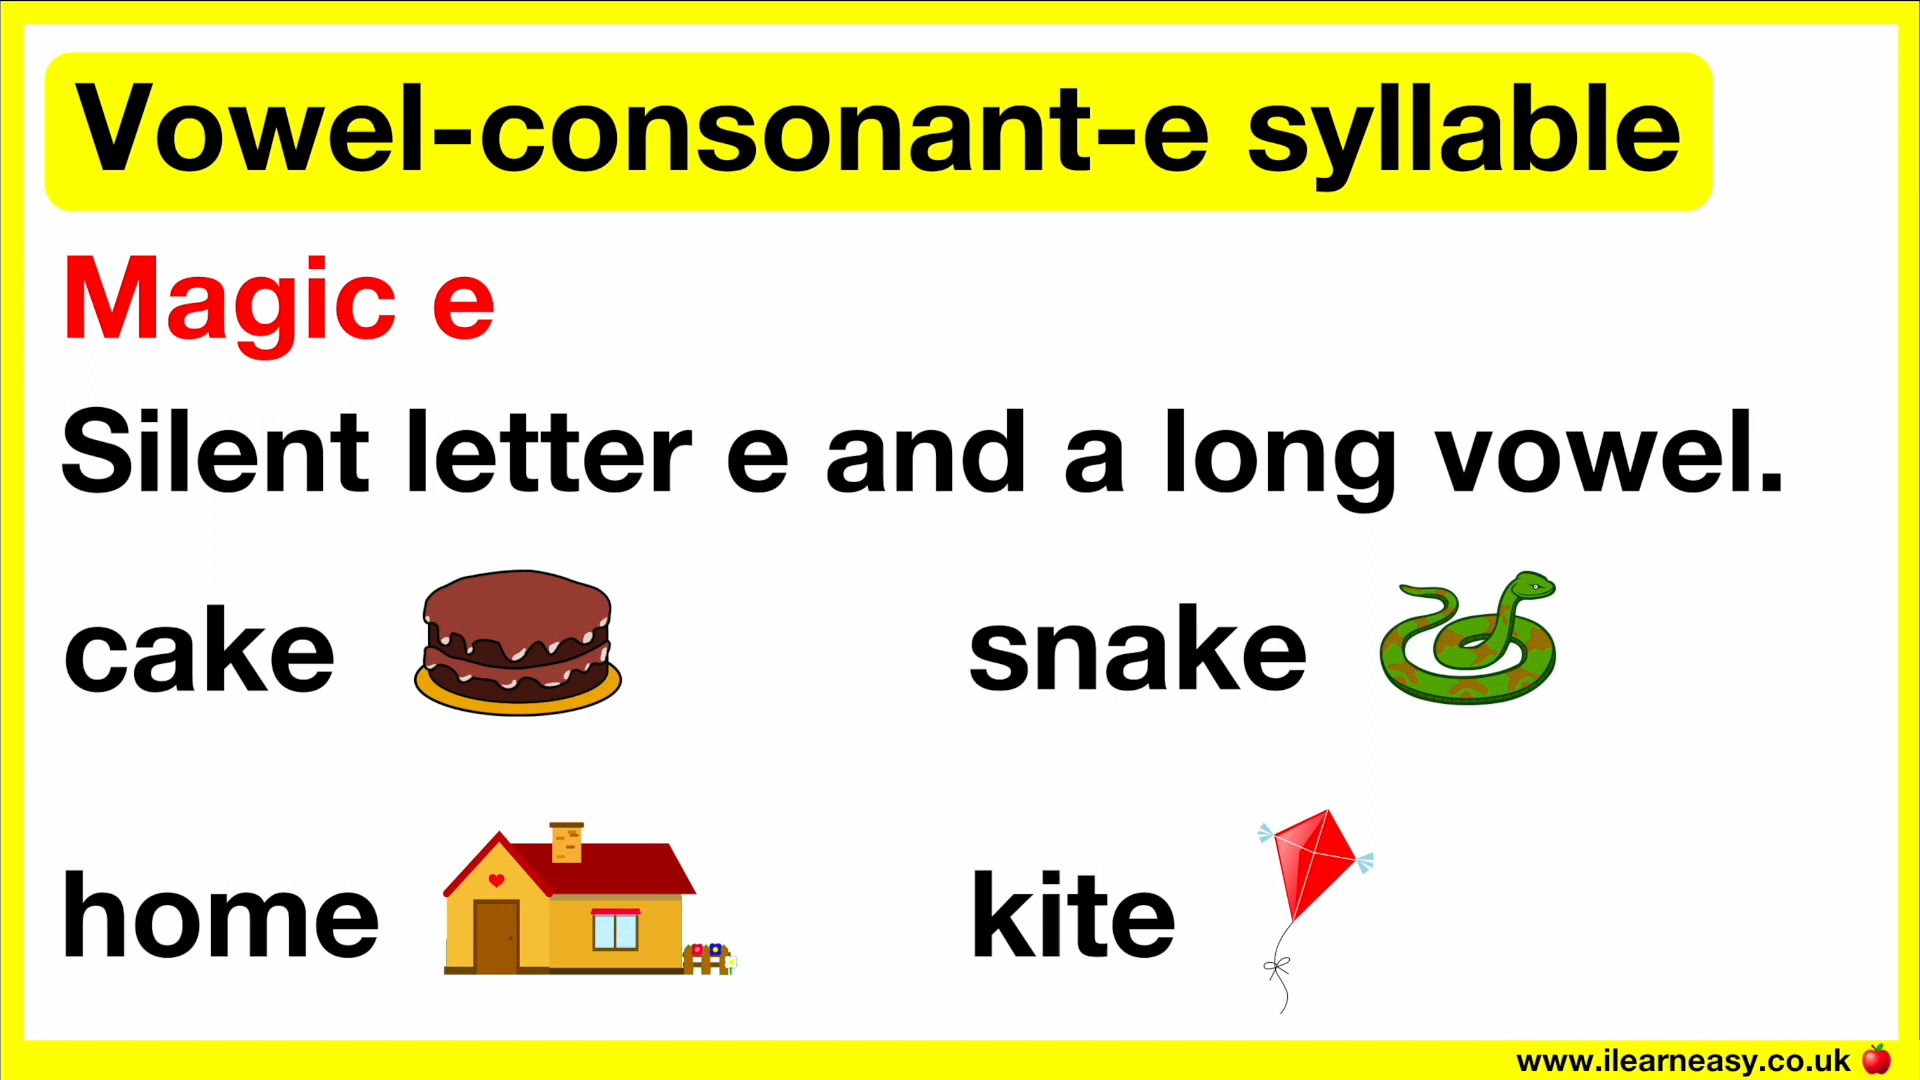 Vowel-consonant-e syllable
Magic e
Silent letter e and a long vowel.
cake
snake
home
kite
www.ilearneasy.co.uk